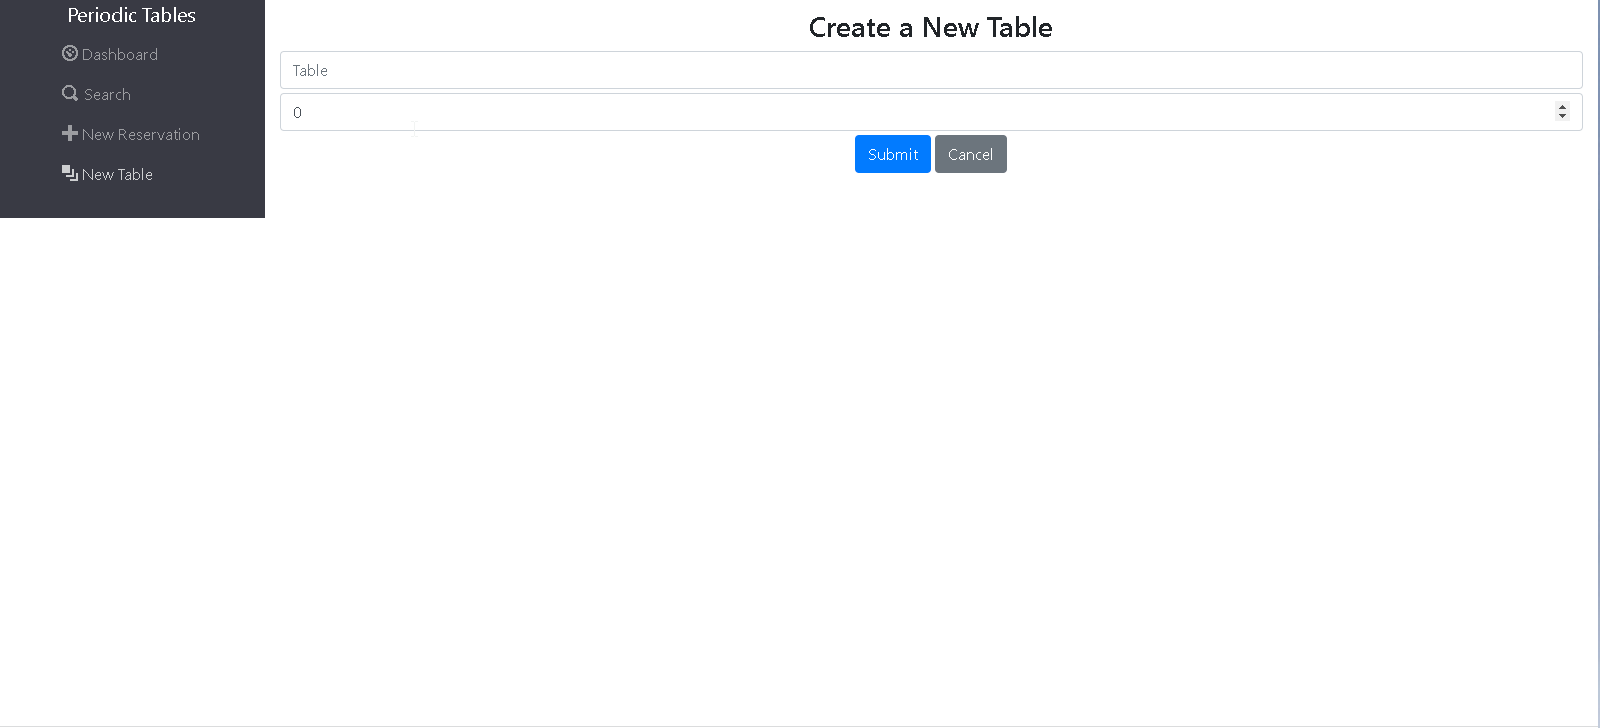 Periodic Tables
Dashboard
Search
New Reservation
New Table
Create a New Table
Table
0
Submit Cancel